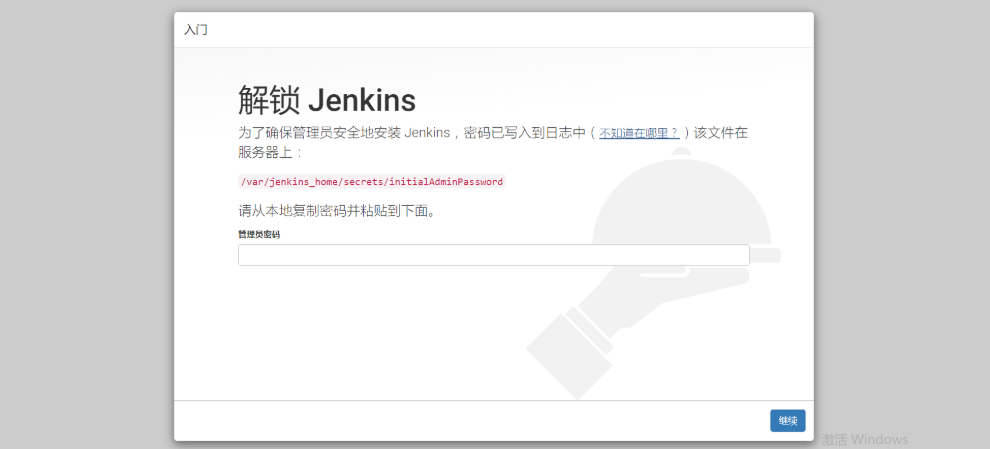 入门
解锁 Jenkins
为了确保管理员安全地安装 Jenkins，密码已写入到日志中（不知道在哪里？）该文件在
服务器上：
/var/jenkins_home/secrets/initialAdminPassword
请从本地复制密码并粘贴到下面。
管理员密码
继续
激活 Windows